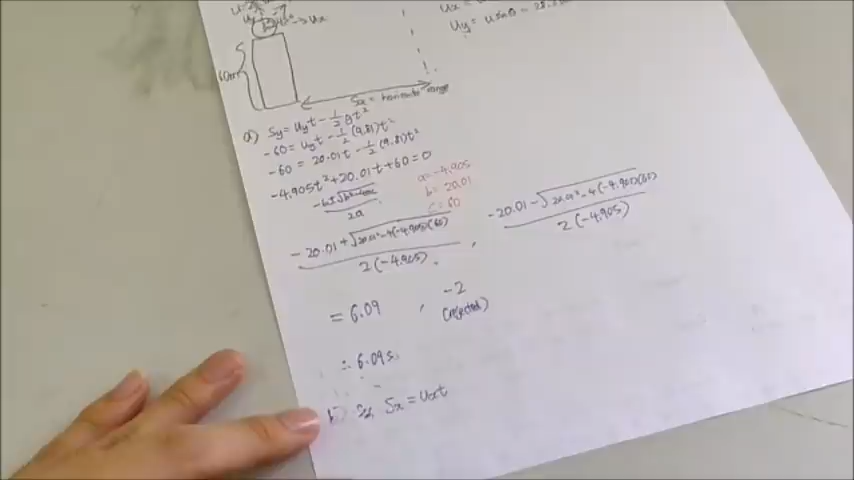 Ux
Uy = u sinθ =
60m
Sx = horizontal range
a) Sy = Uyt - 1/2 gt²
-60 = Uyt - 1/2 (9.81)t²
-60 = 20.01t - 1/2 (9.81)t²
-4.905t² + 20.01t + 60 = 0
a = -4.905
-b ± √b²-4ac / 2a
b = 20.01
c = 60
-20.01 + √20.01² - 4(-4.905)(60) / 2(-4.905) , -20.01 - √20.01² - 4(-4.905)(60) / 2(-4.905)
= 6.09 , -2
(rejected)
∴ 6.09s
b) Sx = Uxt